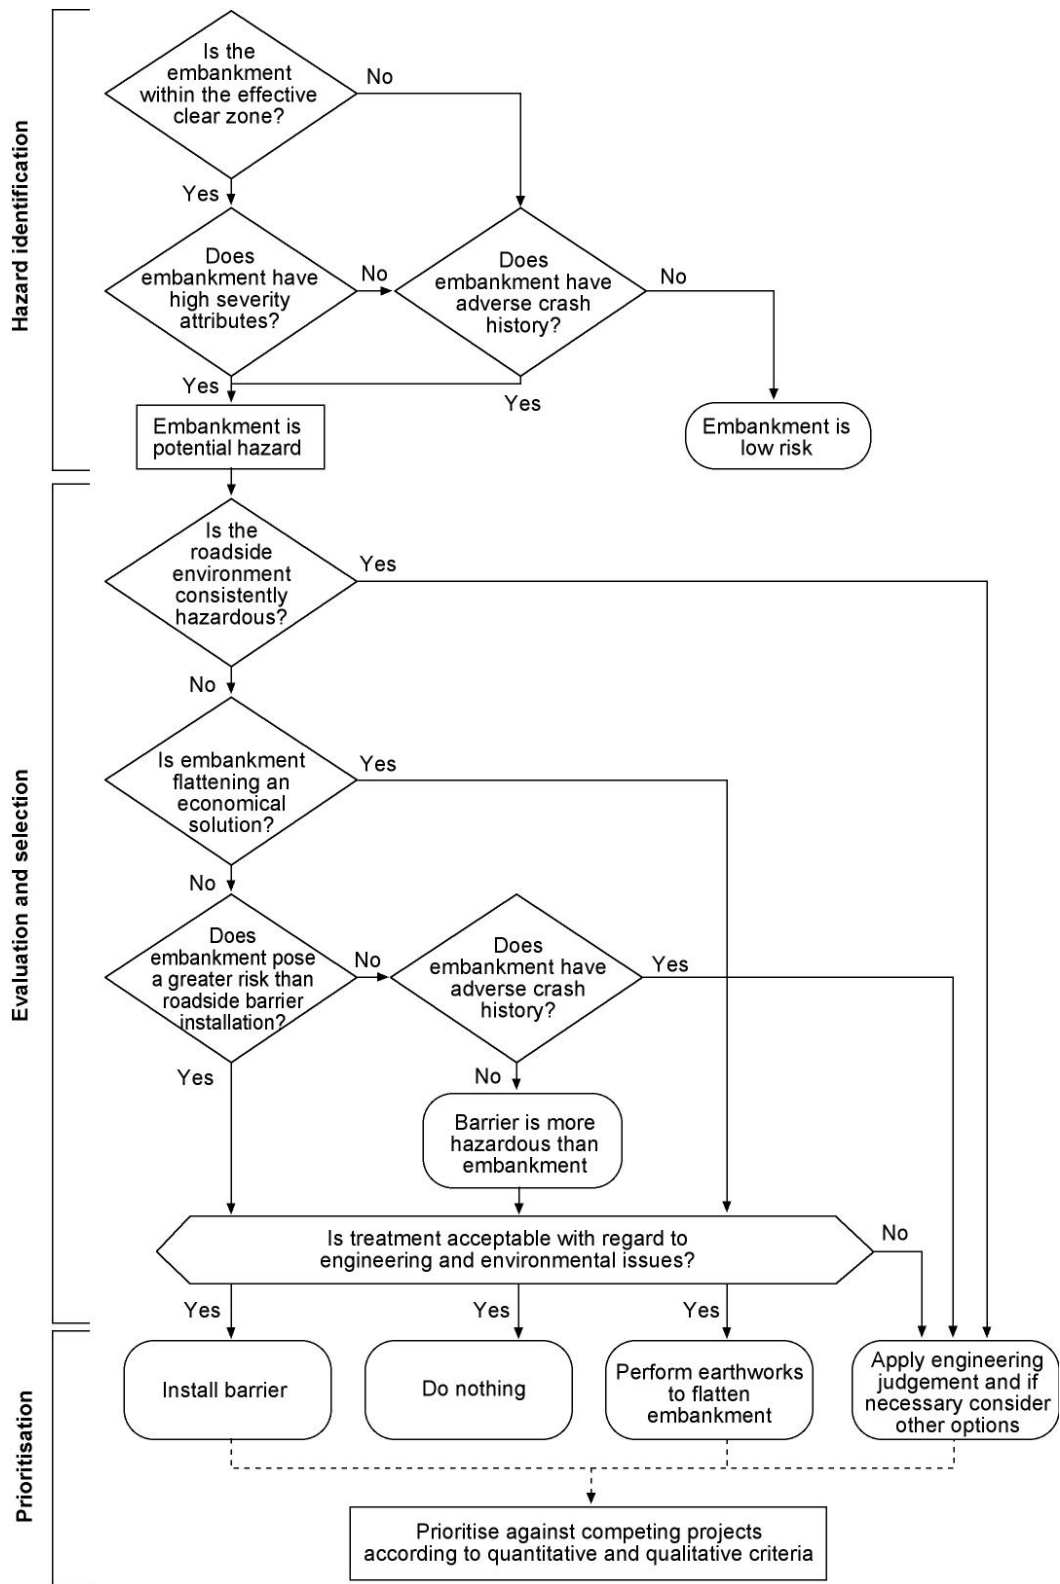 Hazard identification
Is the
embankment
within the effective
clear zone?
No
Yes
Does
embankment have
high severity
attributes?
No
Does
embankment have
adverse crash
history?
No
Yes
Yes
Embankment is
potential hazard
Embankment is
low risk
Evaluation and selection
Is the
roadside
environment
consistently
hazardous?
Yes
No
Is embankment
flattening an
economical
solution?
Yes
No
Does
embankment pose
a greater risk than
roadside barrier
installation?
No
Does
embankment have
adverse crash
history?
Yes
Yes
No
Barrier is more
hazardous than
embankment
Is treatment acceptable with regard to
engineering and environmental issues?
No
Yes
Yes
Yes
Prioritisation
Install barrier
Do nothing
Perform earthworks
to flatten
embankment
Apply engineering
judgement and if
necessary consider
other options
Prioritise against competing projects
according to quantitative and qualitative criteria